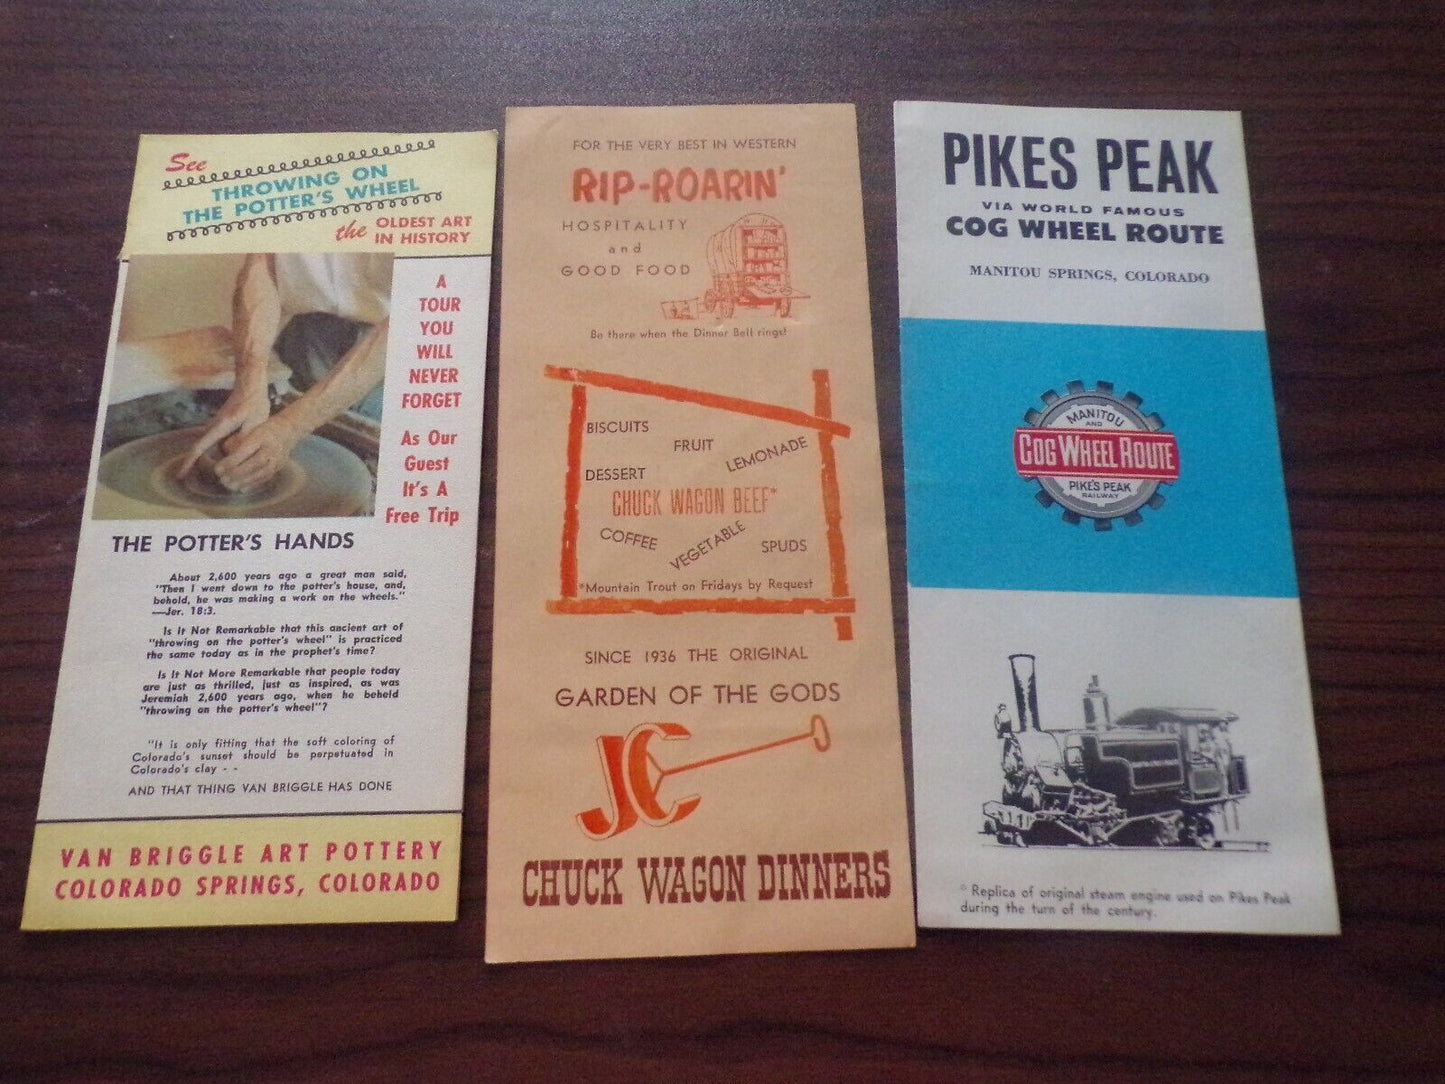 See
THROWING ON
THE POTTER'S WHEEL
the OLDEST ART
IN HISTORY
A
TOUR
YOU
WILL
NEVER
FORGET
As Our
Guest
It's A
Free Trip
THE POTTER'S HANDS
About 2,600 years ago a great man said,
"Then I went down to the potter's house, and,
behold, he was making a work on the wheels."
—Jer. 18:3.
Is It Not Remarkable that this ancient art of
"throwing on the potter's wheel" is practiced
the same today as in the prophet's time?
Is It Not More Remarkable that people today
are just as thrilled, just as inspired, as was
Jeremiah 2,600 years ago, when he beheld
"throwing on the potter's wheel"?
"It is only fitting that the soft coloring of
Colorado's sunset should be perpetuated in
Colorado's clay - -
AND THAT THING VAN BRIGGLE HAS DONE
VAN BRIGGLE ART POTTERY
COLORADO SPRINGS, COLORADO
FOR THE VERY BEST IN WESTERN
RIP-ROARIN'
HOSPITALITY
and
GOOD FOOD
Be there when the Dinner Bell rings!
BISCUITS
FRUIT
LEMONADE
DESSERT
CHUCK WAGON BEEF*
COFFEE
VEGETABLE
SPUDS
*Mountain Trout on Fridays by Request
SINCE 1936 THE ORIGINAL
GARDEN OF THE GODS
JC
CHUCK WAGON DINNERS
PIKES PEAK
VIA WORLD FAMOUS
COG WHEEL ROUTE
MANITOU SPRINGS, COLORADO
MANITOU
AND
COG WHEEL ROUTE
PIKE'S PEAK
RAILWAY
* Replica of original steam engine used on Pikes Peak
during the turn of the century.